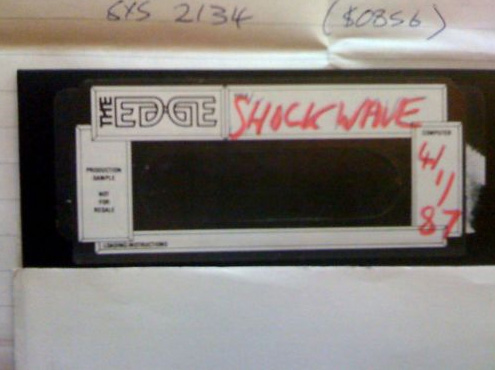 SYS 2134 ($0856)
THE EDGE
SHOCKWAVE
COMPUTER
4/1/87
PRODUCTION
SAMPLE
NOT
FOR
RESALE
LOADING INSTRUCTIONS